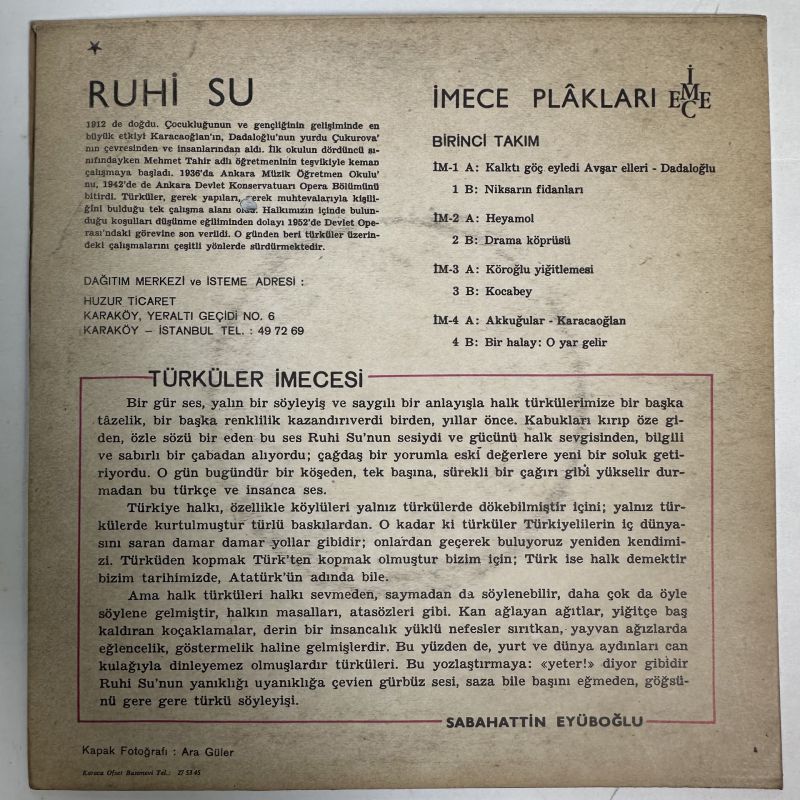 RUHİ SU
1912 de doğdu. Çocukluğunun ve gençliğinin gelişiminde en
büyük etkiyi Karacaoğlan'ın, Dadaloğlu'nun yurdu Çukurova'
nın çevresinden ve insanlarından aldı. İlk okulun dördüncü sı-
nıfındayken Mehmet Tahir adlı öğretmeninin teşvikiyle keman
çalışmaya başladı. 1936'da Ankara Müzik Öğretmen Okulu'
nu, 1942'de de Ankara Devlet Konservatuarı Opera Bölümünü
bitirdi. Türküler, gerek yapıları, gerek muhtevalarıyla kişili-
ğini bulduğu tek çalışma alanı oldu. Halkımızın içinde bulun-
duğu koşulları düşünme eğiliminden dolayı 1952'de Devlet Ope-
rası'ndaki görevine son verildi. O günden beri türküler üzerin-
deki çalışmalarını çeşitli yönlerde sürdürmektedir.
DAĞITIM MERKEZİ ve İSTEME ADRESİ :
HUZUR TİCARET
KARAKÖY, YERALTI GEÇİDİ NO. 6
KARAKÖY – İSTANBUL TEL. : 49 72 69
İMECE PLÂKLARI İMECE
BİRİNCİ TAKIM
İM-1 A: Kalktı göç eyledi Avşar elleri - Dadaloğlu
1 B: Niksarın fidanları
İM-2 A: Heyamol
2 B: Drama köprüsü
İM-3 A: Köroğlu yiğitlemesi
3 B: Kocabey
İM-4 A: Akkuğular - Karacaoğlan
4 B: Bir halay: O yar gelir
TÜRKÜLER İMECESİ
Bir gür ses, yalın bir söyleyiş ve saygılı bir anlayışla halk türkülerimize bir başka
tâzelik, bir başka renklilik kazandırıverdi birden, yıllar önce. Kabukları kırıp öze gi-
den, özle sözü bir eden bu ses Ruhi Su'nun sesiydi ve gücünü halk sevgisinden, bilgili
ve sabırlı bir çabadan alıyordu; çağdaş bir yorumla eski değerlere yeni bir soluk geti-
riyordu. O gün bugündür bir köşeden, tek başına, sürekli bir çağırı gibi yükselir dur-
madan bu türkçe ve insanca ses.
Türkiye halkı, özellikle köylüleri yalnız türkülerde dökebilmiştir içini; yalnız tür-
külerde kurtulmuştur türlü baskılardan. O kadar ki türküler Türkiyelilerin iç dünya-
sını saran damar damar yollar gibidir; onlardan geçerek buluyoruz yeniden kendimi-
zi. Türküden kopmak Türk'ten kopmak olmuştur bizim için; Türk ise halk demektir
bizim tarihimizde, Atatürk'ün adında bile.
Ama halk türküleri halkı sevmeden, saymadan da söylenebilir, daha çok da öyle
söylene gelmiştir, halkın masalları, atasözleri gibi. Kan ağlayan ağıtlar, yiğitçe baş
kaldıran koçaklamalar, derin bir insancalık yüklü nefesler sırıtkan, yayvan ağızlarda
eğlencelik, göstermelik haline gelmişlerdir. Bu yüzden de, yurt ve dünya aydınları can
kulağıyla dinleyemez olmuşlardır türküleri. Bu yozlaştırmaya: «yeter!» diyor gibidir
Ruhi Su'nun yanıklığı uyanıklığa çevien gürbüz sesi, saza bile başını eğmeden, göğsü-
nü gere gere türkü söyleyişi.
SABAHATTİN EYÜBOĞLU
Kapak Fotoğrafı : Ara Güler
Karaca Ofset Basımevi Tel.: 27 53 45